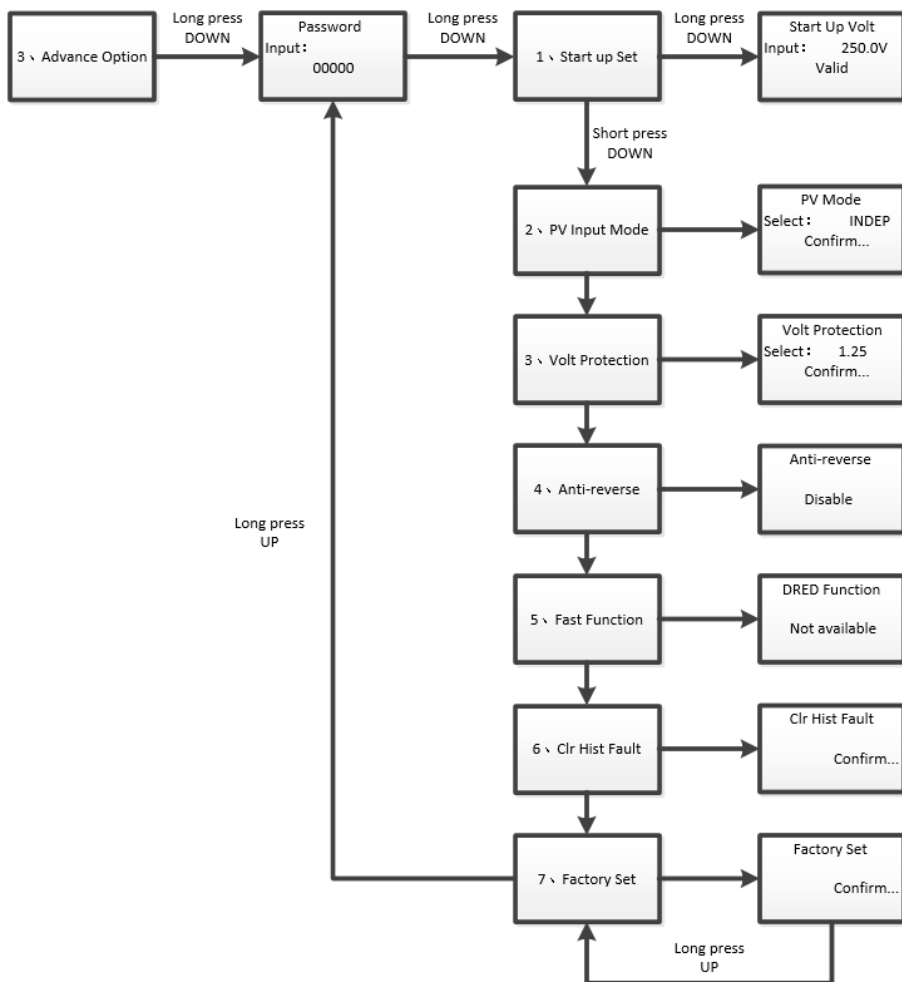 Long press
DOWN
Long press
DOWN
Long press
DOWN
3、Advance Option
Password
Input：
00000
1、Start up Set
Start Up Volt
Input： 250.0V
Valid
Short press
DOWN
2、PV Input Mode
PV Mode
Select： INDEP
Confirm...
3、Volt Protection
Volt Protection
Select： 1.25
Confirm...
4、Anti-reverse
Anti-reverse
Disable
Long press
UP
5、Fast Function
DRED Function
Not available
6、Clr Hist Fault
Clr Hist Fault
Confirm...
7、Factory Set
Factory Set
Confirm...
Long press
UP